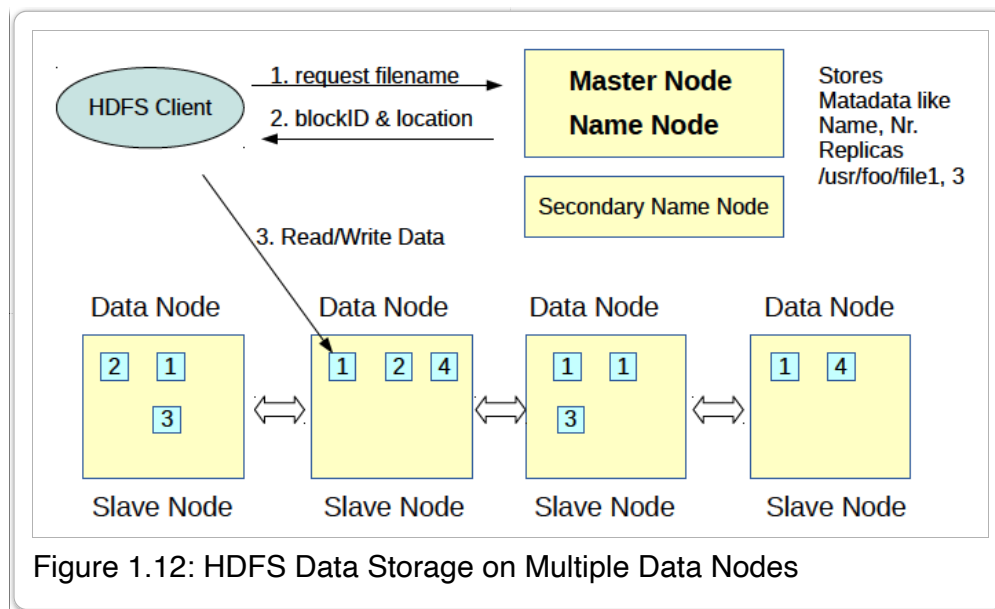 1. request filename
HDFS Client
2. blockID & location
Master Node
Name Node
Stores
Matadata like
Name, Nr.
Replicas
/usr/foo/file1, 3
Secondary Name Node
3. Read/Write Data
Data Node
Data Node
Data Node
Data Node
2 1
3
1 2 4
1 1
3
1 4
Slave Node
Slave Node
Slave Node
Slave Node
Figure 1.12: HDFS Data Storage on Multiple Data Nodes